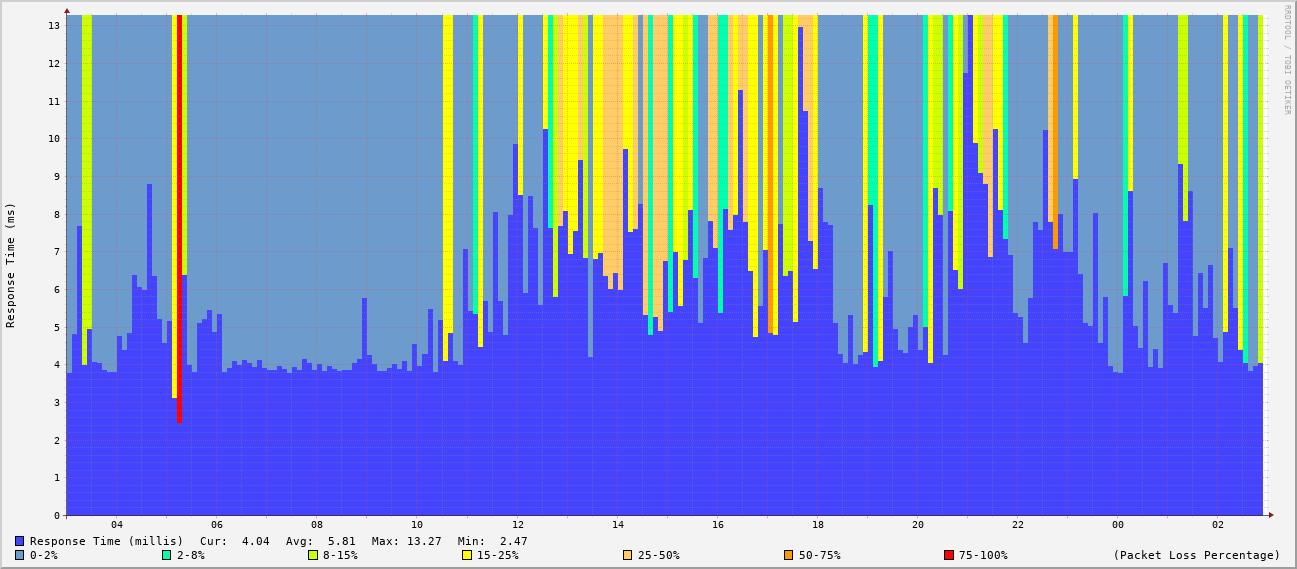 RRDTOOL / TOBI OETIKER
Response Time (ms)
13
12
11
10
9
8
7
6
5
4
3
2
1
0
04 06 08 10 12 14 16 18 20 22 00 02
Response Time (millis) Cur: 4.04 Avg: 5.81 Max: 13.27 Min: 2.47
0-2% 2-8% 8-15% 15-25% 25-50% 50-75% 75-100% (Packet Loss Percentage)